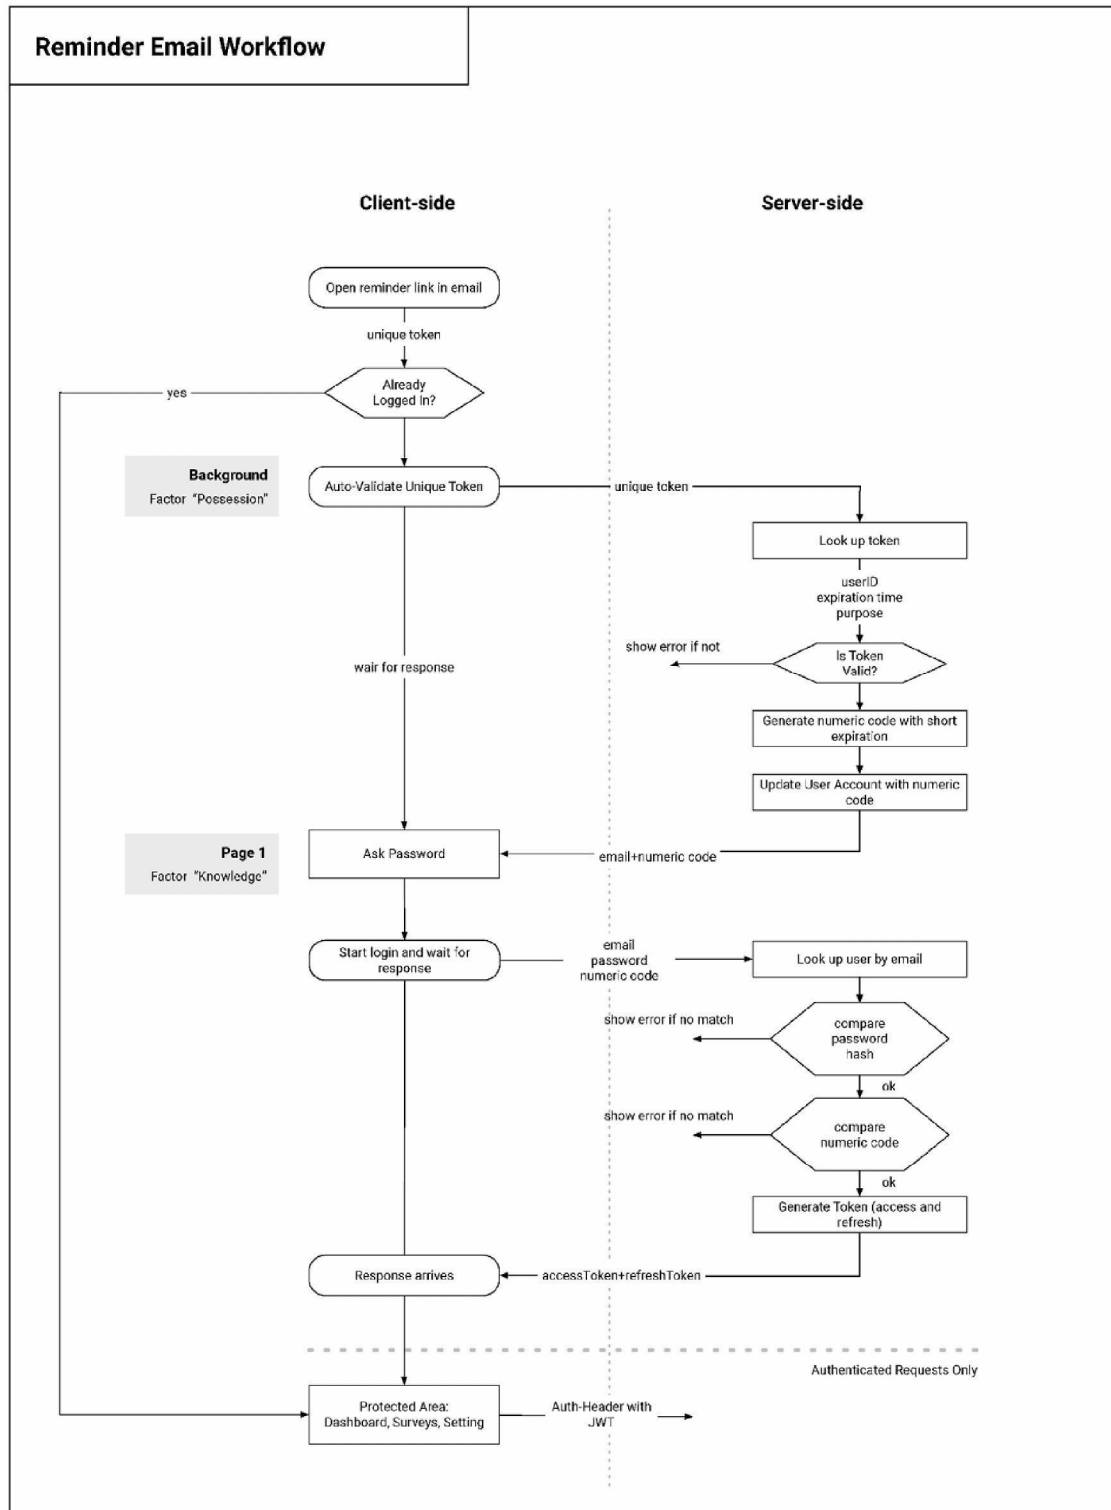 Reminder Email Workflow
Client-side
Server-side
Open reminder link in email
unique token
Already
Logged In?
yes
Background
Factor "Possession"
Auto-Validate Unique Token
unique token
Look up token
userID
expiration time
purpose
show error if not
Is Token
Valid?
wair for response
Generate numeric code with short
expiration
Update User Account with numeric
code
Page 1
Factor "Knowledge"
Ask Password
email+numeric code
Start login and wait for
response
email
password
numeric code
Look up user by email
show error if no match
compare
password
hash
ok
show error if no match
compare
numeric code
ok
Generate Token (access and
refresh)
Response arrives
accessToken+refreshToken
Authenticated Requests Only
Protected Area:
Dashboard, Surveys, Setting
Auth-Header with
JWT